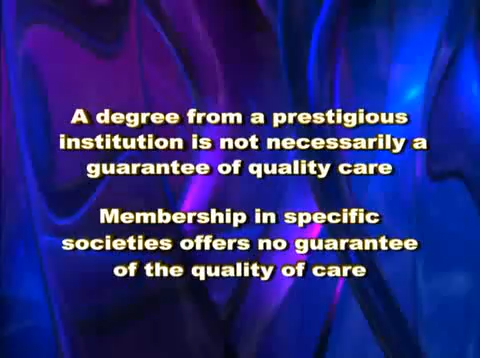 A degree from a prestigious
institution is not necessarily a
guarantee of quality care
Membership in specific
societies offers no guarantee
of the quality of care